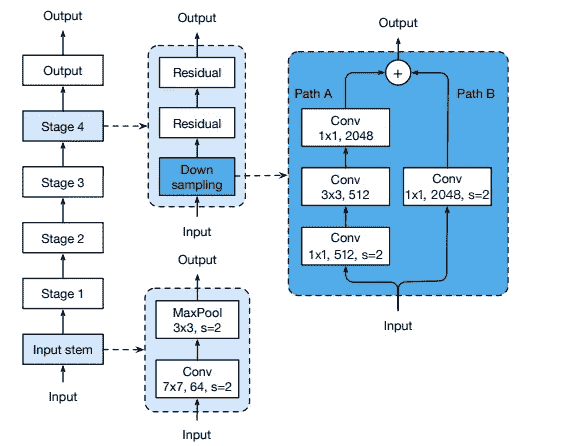 Output
Output
Stage 4
Stage 3
Stage 2
Stage 1
Input stem
Input
Output
Residual
Residual
Down
sampling
Input
Output
MaxPool
3x3, s=2
Conv
7x7, 64, s=2
Input
Output
+
Path A
Path B
Conv
1x1, 2048
Conv
3x3, 512
Conv
1x1, 512, s=2
Conv
1x1, 2048, s=2
Input